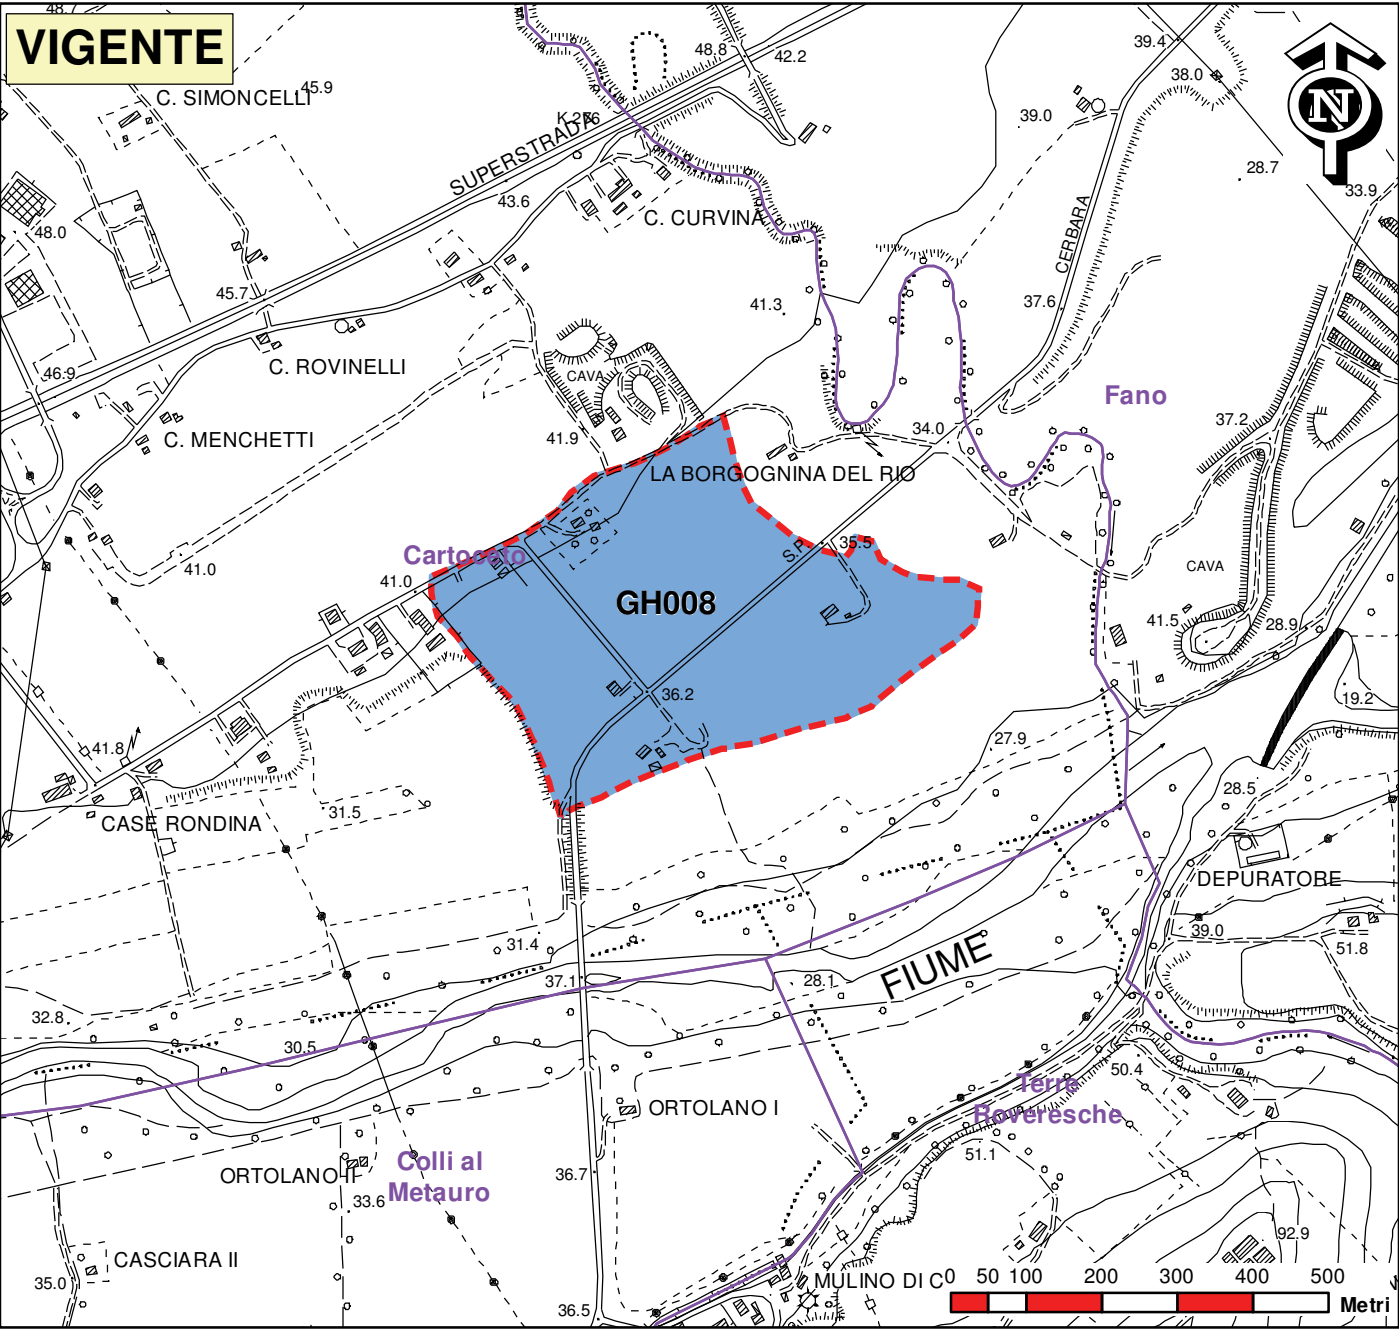 48.7
VIGENTE
48.8
42.2
39.4
38.0
N
C. SIMONCELLI
45.9
39.0
SUPERSTRADA
28.7
33.9
43.6
C. CURVINA
48.0
CERBARA
45.7
41.3
37.6
C. ROVINELLI
46.9
CAVA
Fano
37.2
C. MENCHETTI
41.9
34.0
LA BORGOGNINA DEL RIO
Cartoceto
S.P.
35.5
41.0
41.0
CAVA
GH008
41.5
28.9
36.2
19.2
41.8
27.9
28.5
31.5
CASE RONDINA
DEPURATORE
31.4
39.0
51.8
FIUME
37.1
28.1
32.8
30.5
50.4
Terre
Roveresche
ORTOLANO I
51.1
Colli al
Metauro
ORTOLANO II
36.7
33.6
92.9
CASCIARA II
35.0
MULINO DI C
0 50 100 200 300 400 500
Metri
36.5